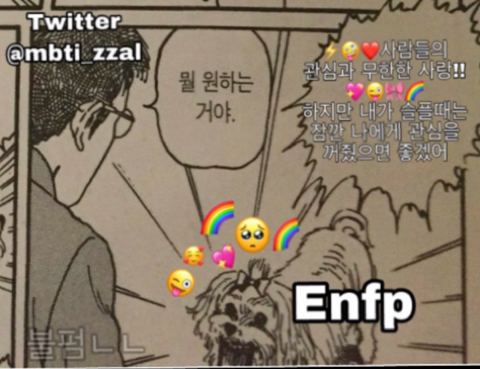 Twitter
@mbti_zzal
뭘 원하는
거야.
⚡🤪❤️사람들의
관심과 무한한 사랑!!
💖😜🎀🌈
하지만 내가 슬플때는
잠깐 나에게 관심을
꺼줬으면 좋겠어
Enfp
불펌ㄴㄴ